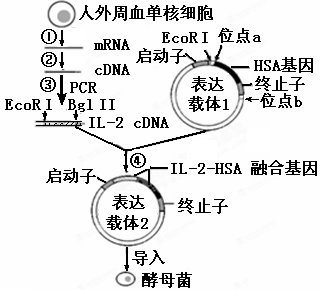 人外周血单核细胞
① mRNA
② cDNA
③ PCR
EcoRI Bgl II
IL-2 cDNA
EcoRI 位点a
启动子
HSA基因
终止子
位点b
表达
载体1
④
IL-2-HSA 融合基因
启动子
终止子
表达
载体2
导入
酵母菌